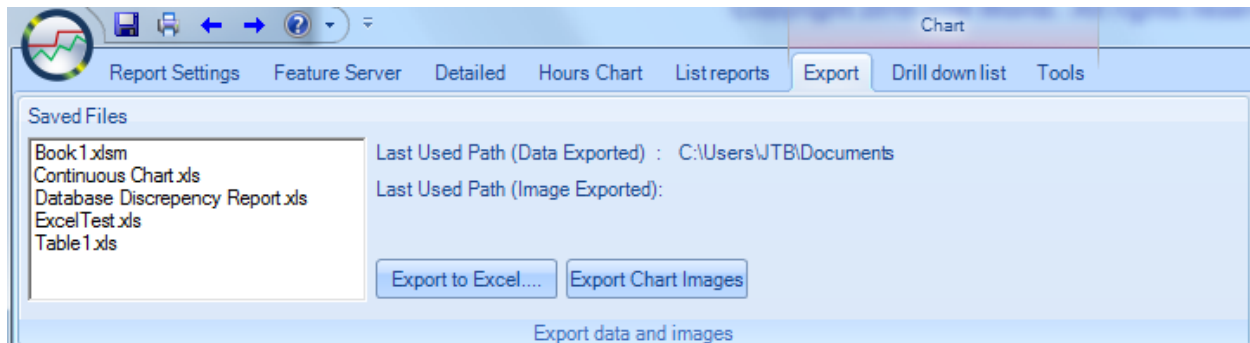 Chart
Report Settings Feature Server Detailed Hours Chart List reports Export Drill down list Tools
Saved Files
Book1.xlsm
Continuous Chart.xls
Database Discrepency Report.xls
ExcelTest.xls
Table1.xls
Last Used Path (Data Exported) : C:\Users\JTB\Documents
Last Used Path (Image Exported):
Export to Excel.... Export Chart Images
Export data and images